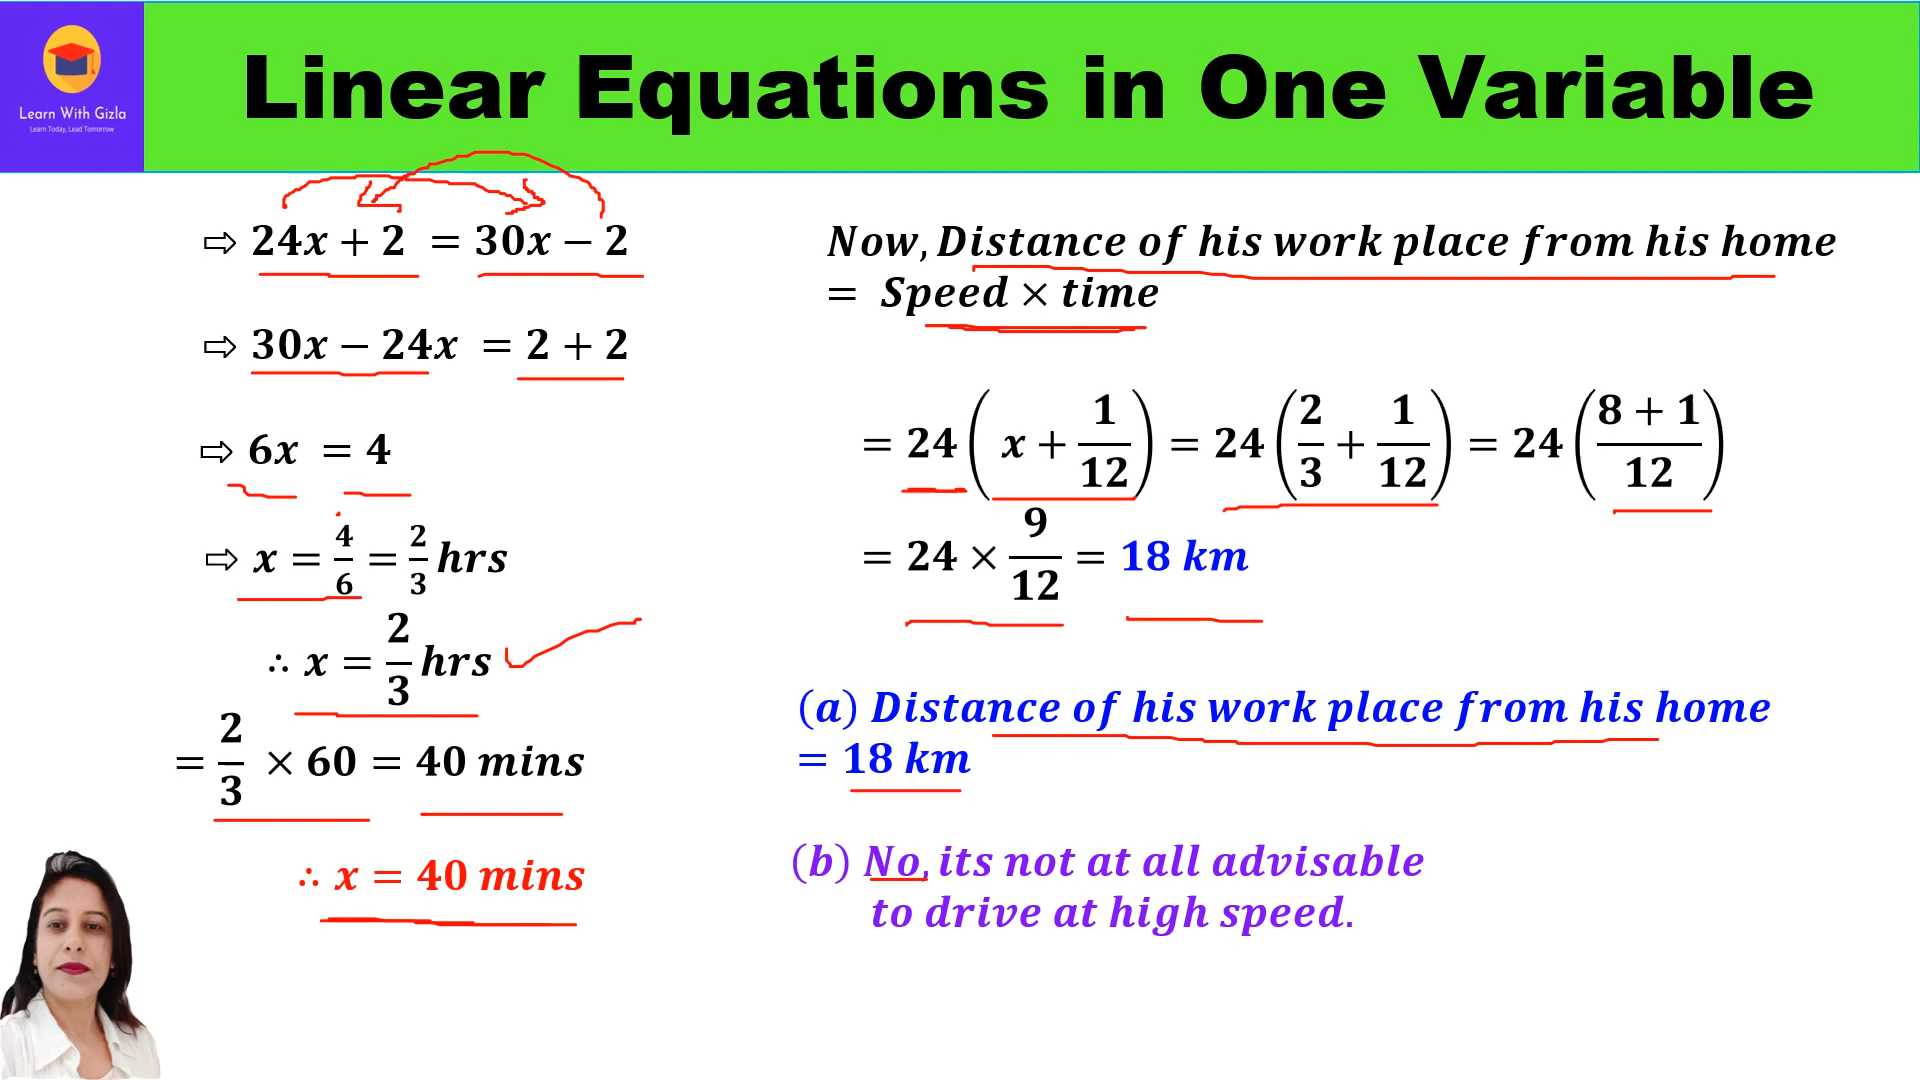 Learn With Gizla
Learn Today, Lead Tomorrow
Linear Equations in One Variable
⇨ 24x + 2 = 30x − 2
⇨ 30x − 24x = 2 + 2
⇨ 6x = 4
⇨ x = 4/6 = 2/3 hrs
∴ x = 2/3 hrs
= 2/3 × 60 = 40 mins
∴ x = 40 mins
Now, Distance of his work place from his home
= Speed × time
= 24 ( x + 1/12 ) = 24 ( 2/3 + 1/12 ) = 24 ( 8 + 1/12 )
= 24 × 9/12 = 18 km
(a) Distance of his work place from his home
= 18 km
(b) No, its not at all advisable
to drive at high speed.